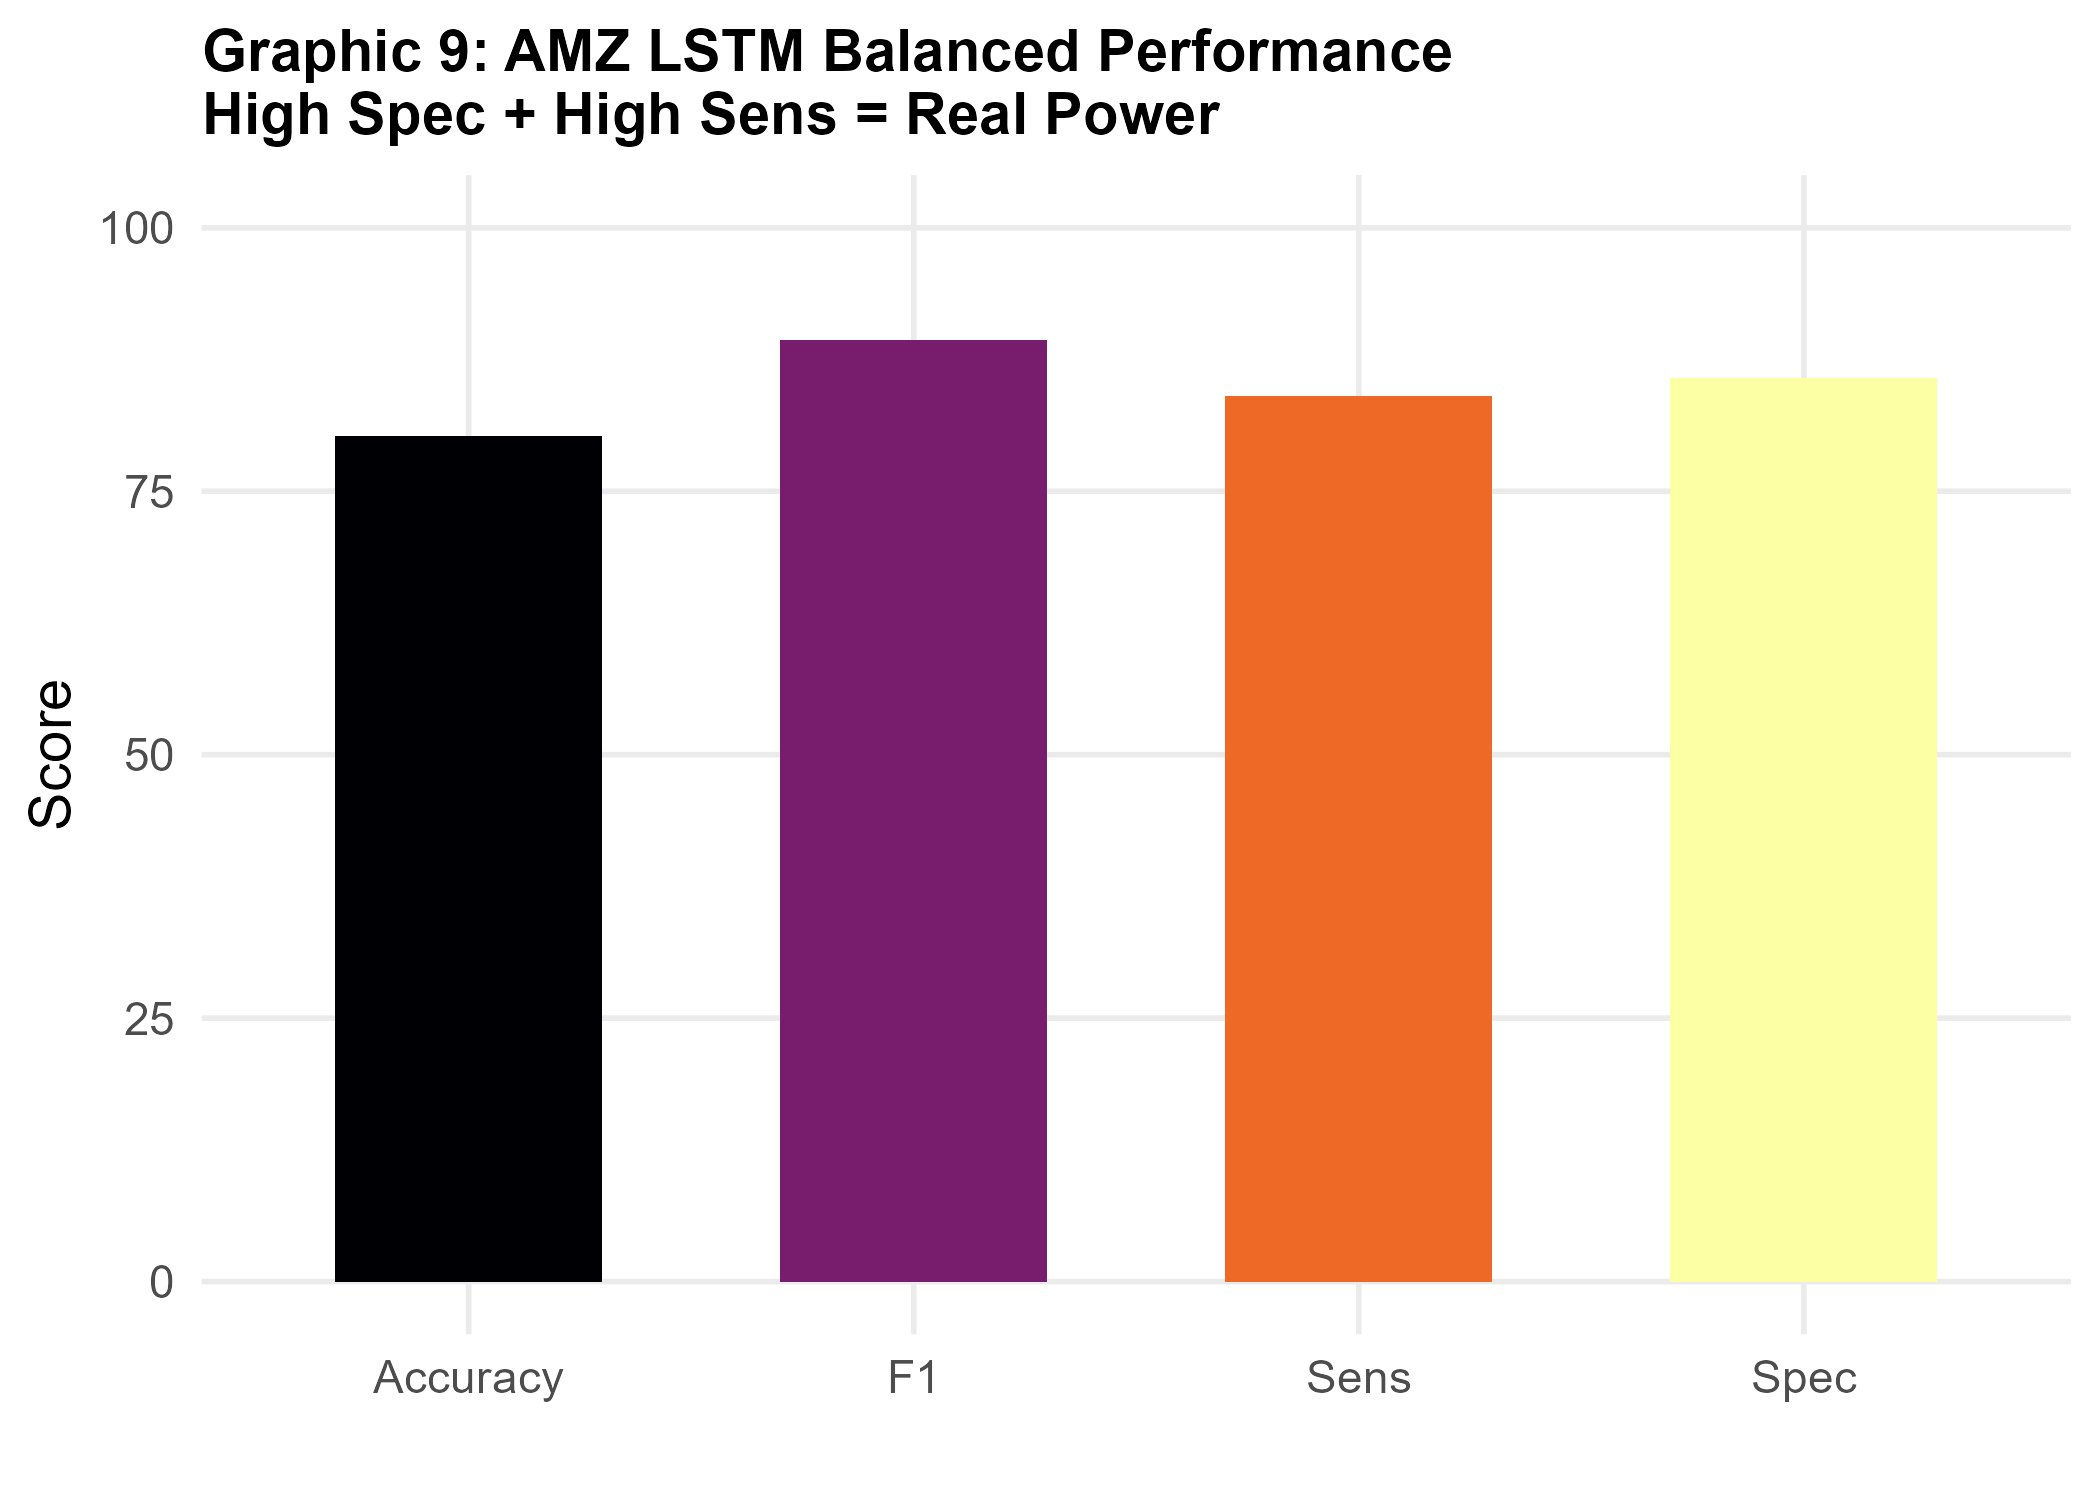 Graphic 9: AMZ LSTM Balanced Performance
High Spec + High Sens = Real Power
100
75
50
25
0
Score
Accuracy
F1
Sens
Spec